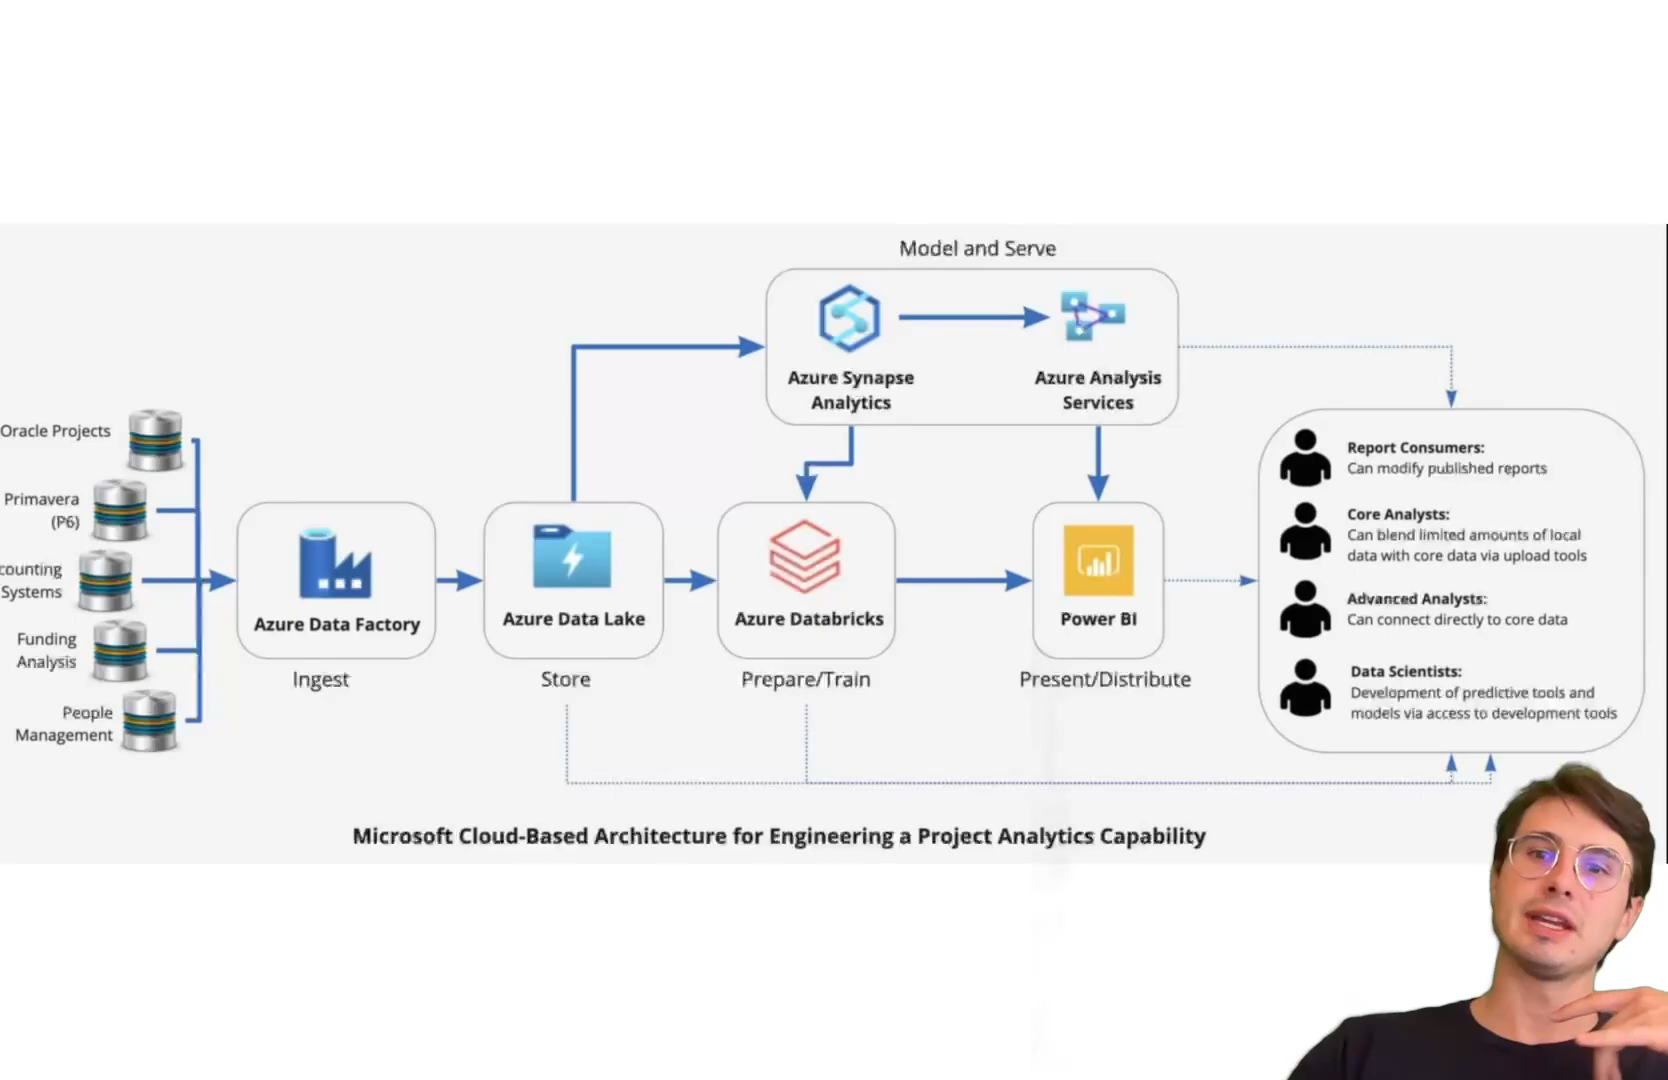 Model and Serve
Azure Synapse
Analytics
Azure Analysis
Services
Oracle Projects
Primavera
(P6)
counting
Systems
Funding
Analysis
People
Management
Azure Data Factory
Ingest
Azure Data Lake
Store
Azure Databricks
Prepare/Train
Power BI
Present/Distribute
Report Consumers:
Can modify published reports
Core Analysts:
Can blend limited amounts of local
data with core data via upload tools
Advanced Analysts:
Can connect directly to core data
Data Scientists:
Development of predictive tools and
models via access to development tools
Microsoft Cloud-Based Architecture for Engineering a Project Analytics Capability